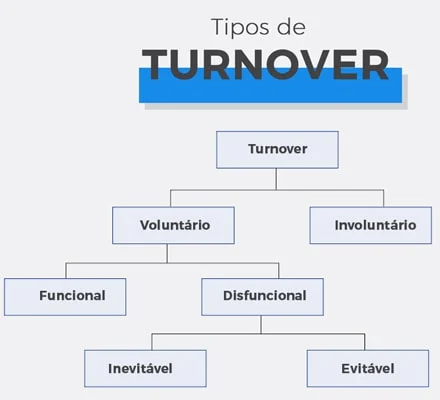 Tipos de
TURNOVER
Turnover
Voluntário
Involuntário
Funcional
Disfuncional
Inevitável
Evitável